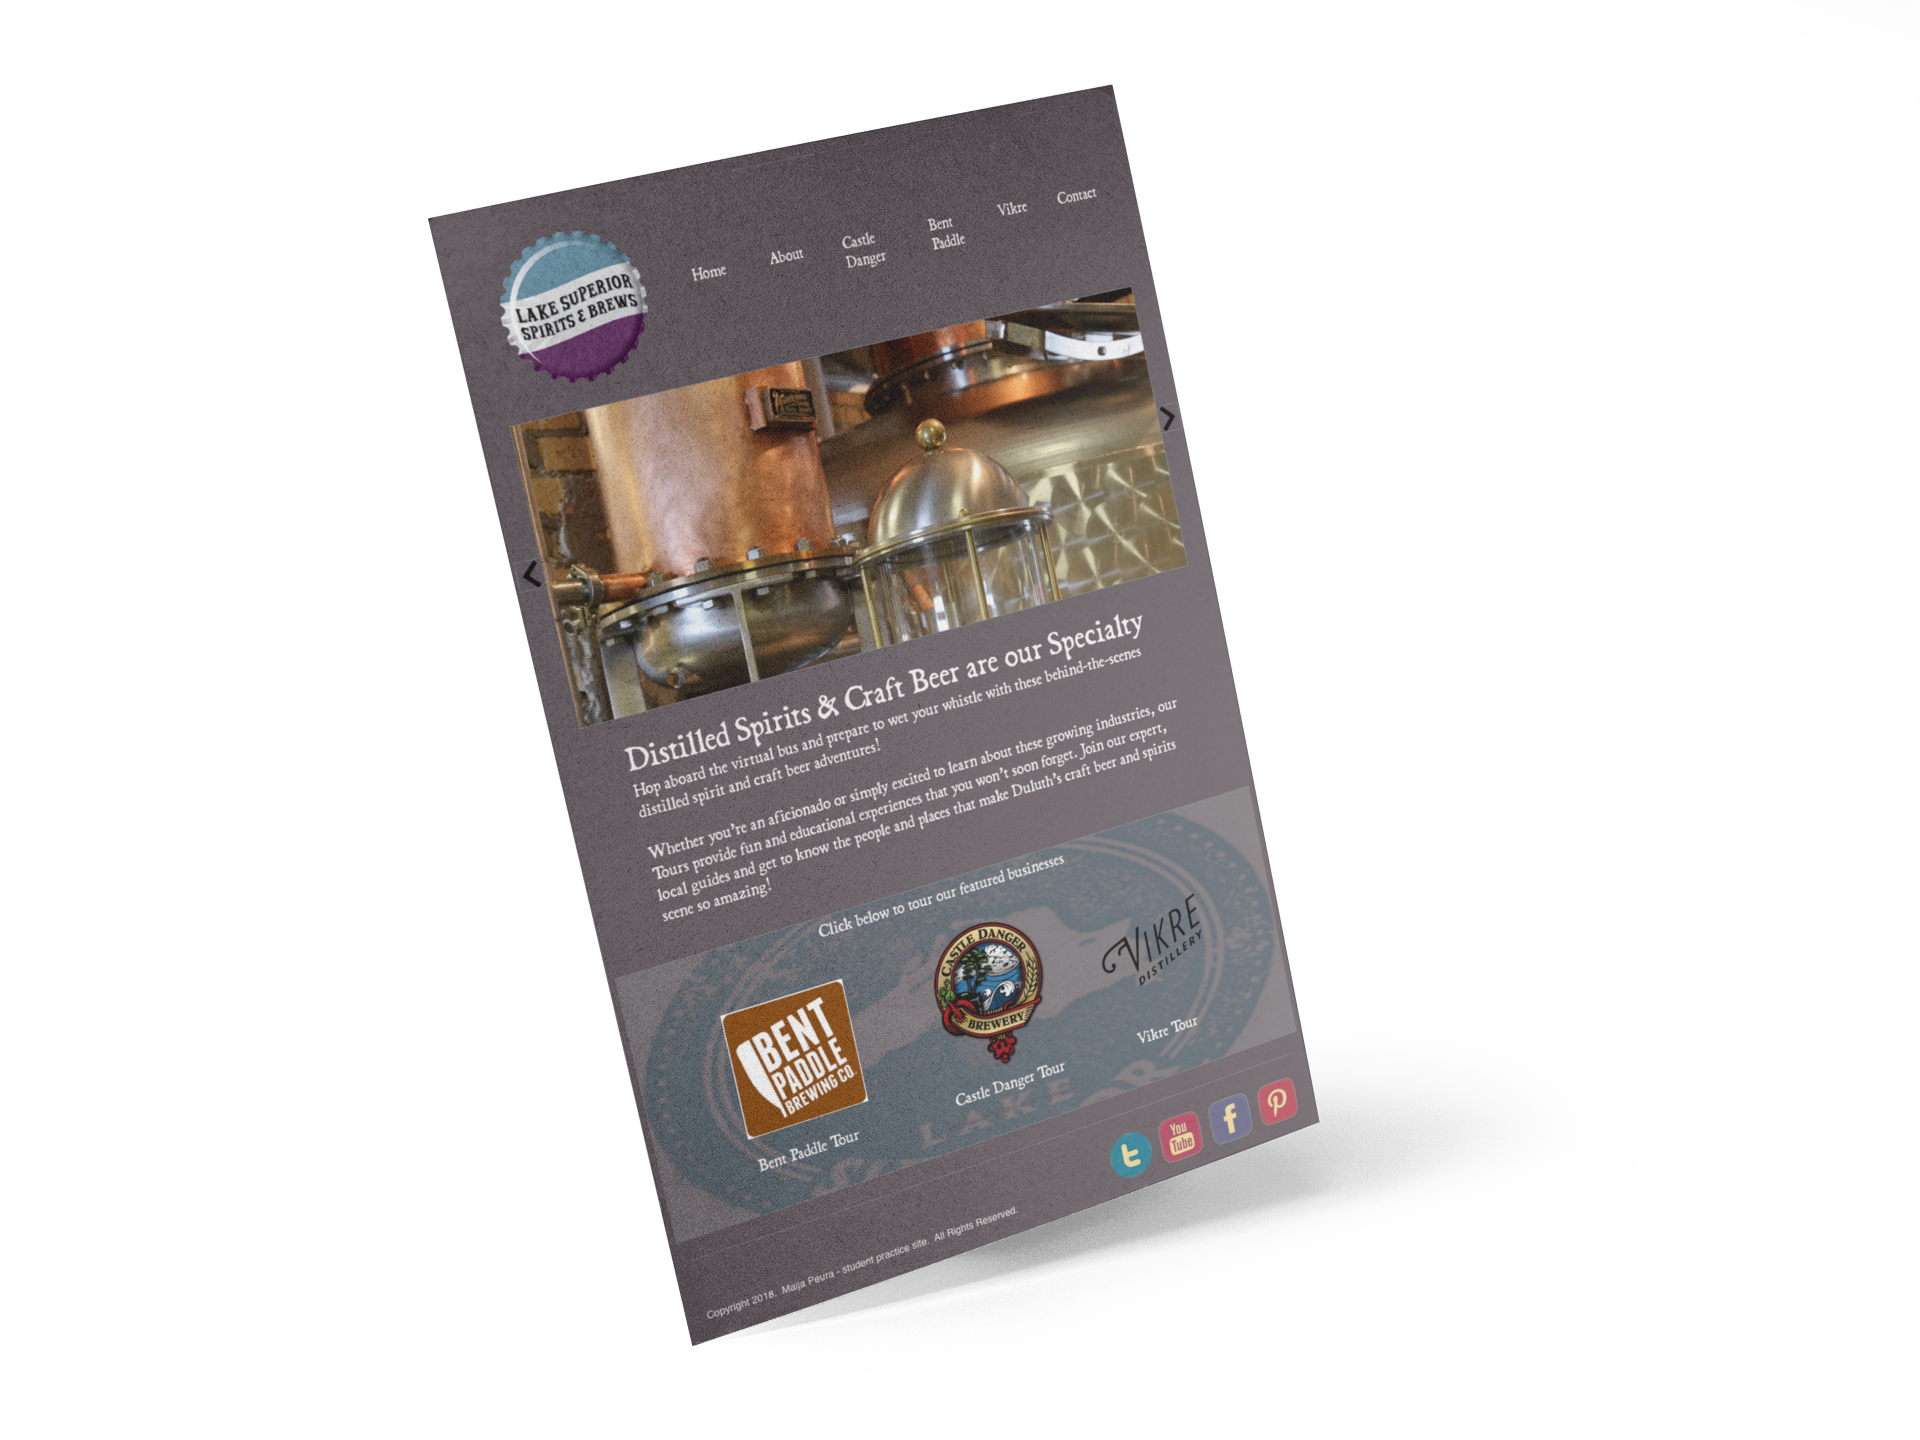 LAKE SUPERIOR
SPIRITS & BREWS
Home
About
Castle
Danger
Bent
Paddle
Vikre
Contact
Distilled Spirits & Craft Beer are our Specialty
Hop aboard the virtual bus and prepare to wet your whistle with these behind-the-scenes
distilled spirit and craft beer adventures!
Whether you're an aficionado or simply excited to learn about these growing industries, our
Tours provide fun and educational experiences that you won't soon forget. Join our expert,
local guides and get to know the people and places that make Duluth's craft beer and spirits
scene so amazing!
Click below to tour our featured businesses
BENT
PADDLE
BREWING CO.
Bent Paddle Tour
CASTLE DANGER
BREWERY
Castle Danger Tour
VIKRE
DISTILLERY
Vikre Tour
LAKE
You
Tube
Copyright 2018. Maija Peura - student practice site. All Rights Reserved.